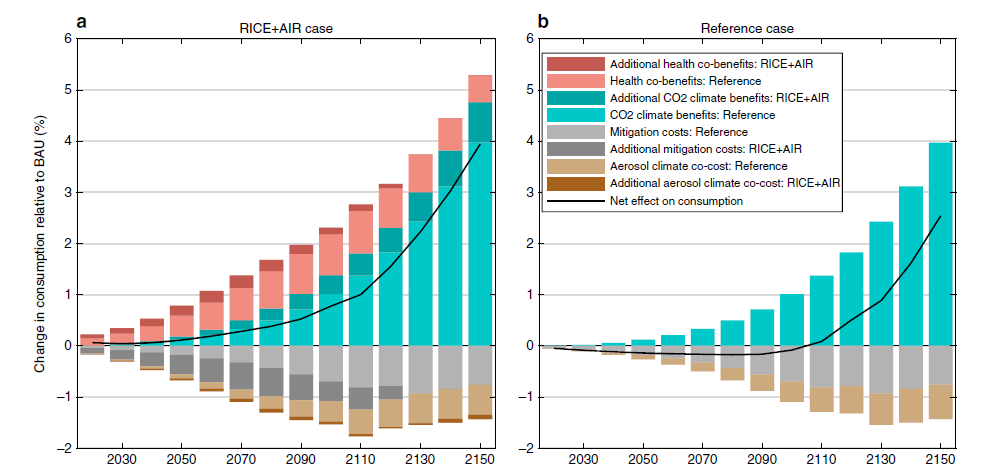 a
RICE+AIR case
Change in consumption relative to BAU (%)
6
5
4
3
2
1
0
−1
−2
2030
2050
2070
2090
2110
2130
2150
b
Reference case
6
5
4
3
2
1
0
−1
−2
Additional health co-benefits: RICE+AIR
Health co-benefits: Reference
Additional CO2 climate benefits: RICE+AIR
CO2 climate benefits: Reference
Mitigation costs: Reference
Additional mitigation costs: RICE+AIR
Aerosol climate co-cost: Reference
Additional aerosol climate co-cost: RICE+AIR
Net effect on consumption
2030
2050
2070
2090
2110
2130
2150